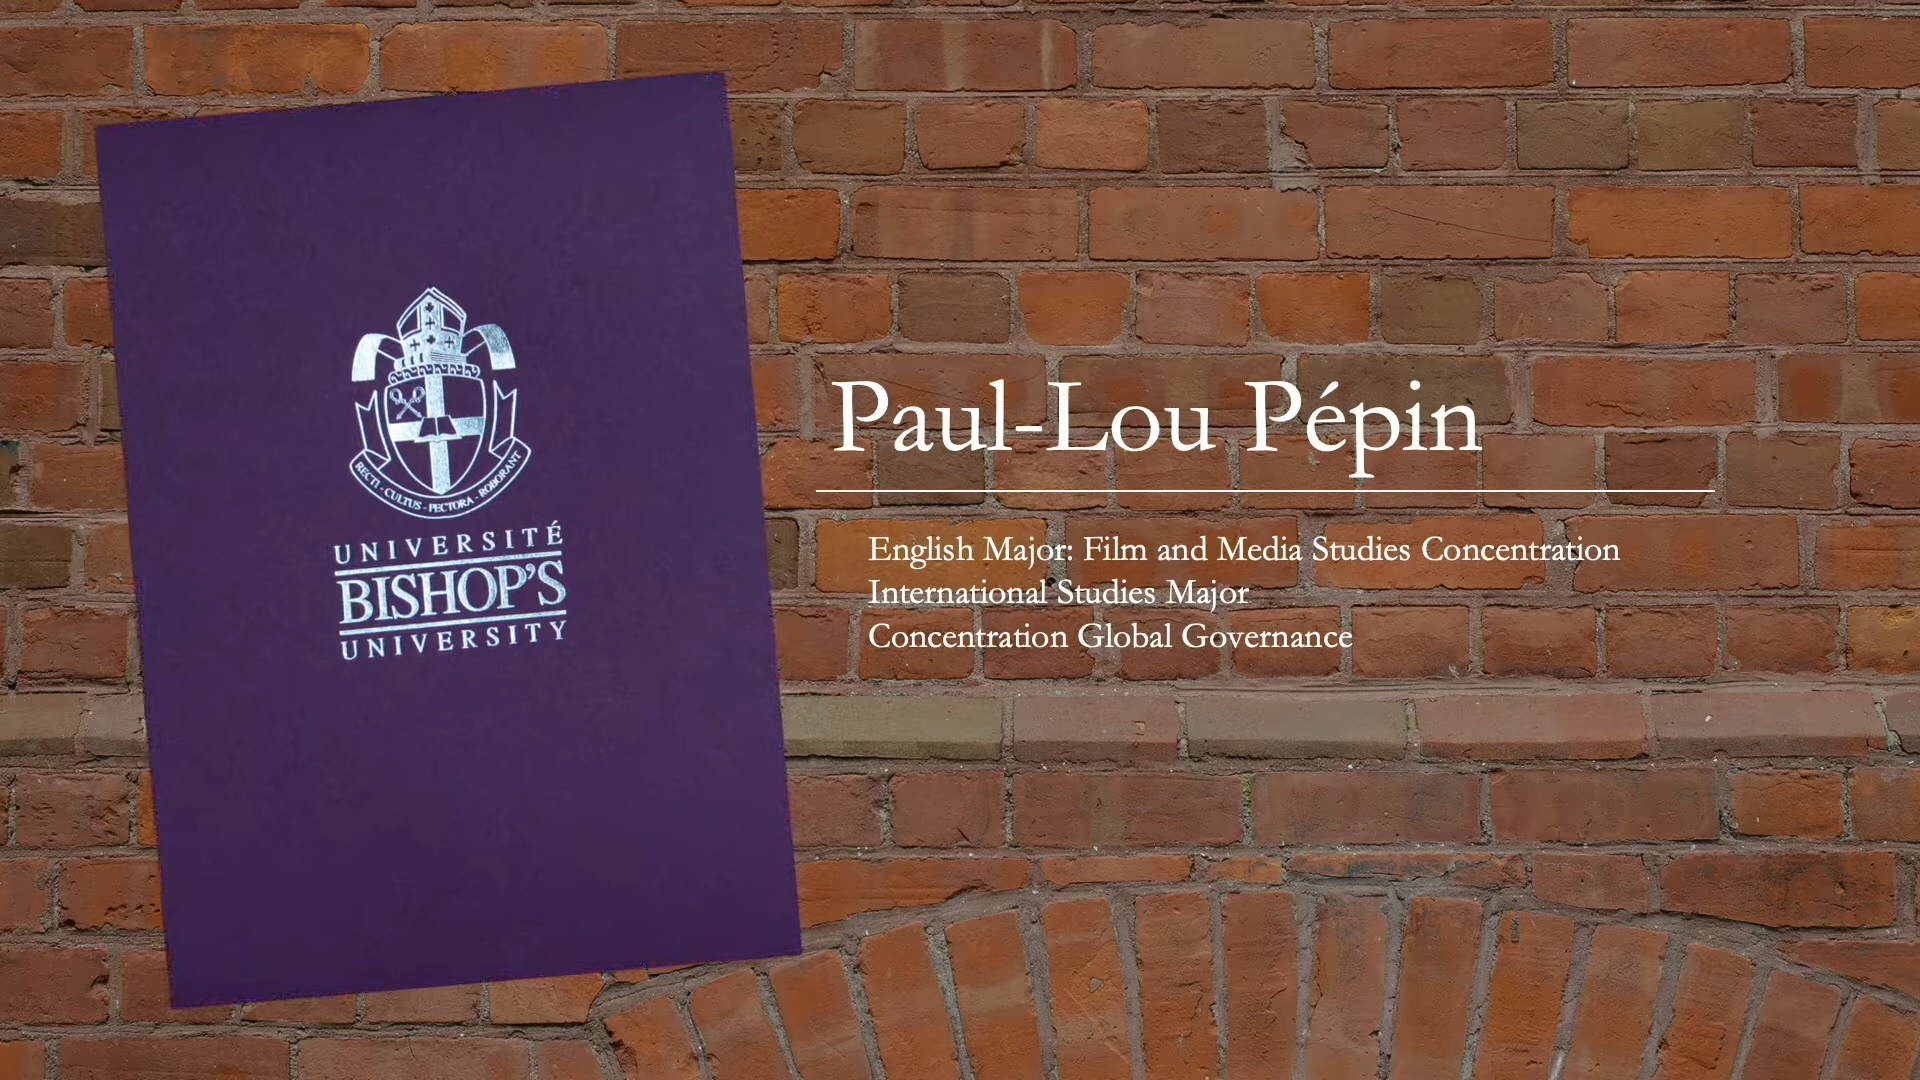 RECTI - CULTUS - PECTORA - ROBORANT
UNIVERSITÉ
BISHOP'S
UNIVERSITY
Paul-Lou Pépin
English Major: Film and Media Studies Concentration
International Studies Major
Concentration Global Governance